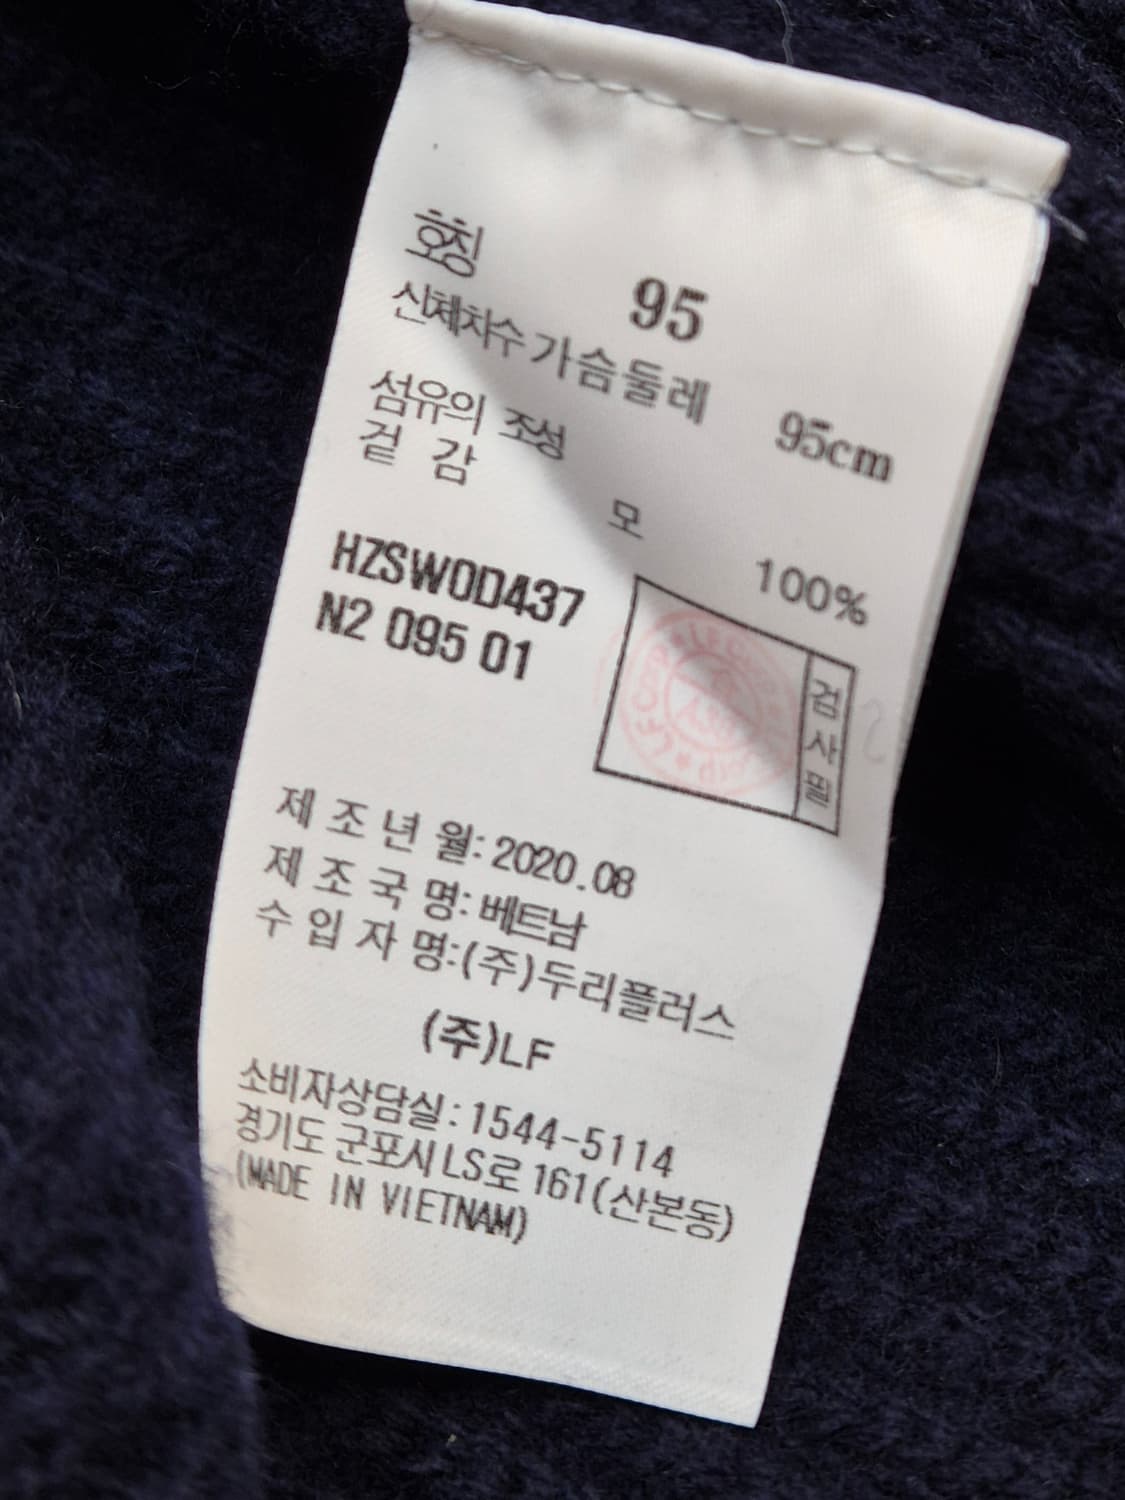 호칭 95
신체치수 가슴둘레 95cm
섬유의 조성
겉 감 모 100%
HZSW0D437
N2 095 01
검사필
제 조 년 월: 2020.08
제 조 국 명: 베트남
수 입 자 명:(주)두리플러스
(주)LF
소비자상담실: 1544-5114
경기도 군포시 LS로 161(산본동)
(MADE IN VIETNAM)